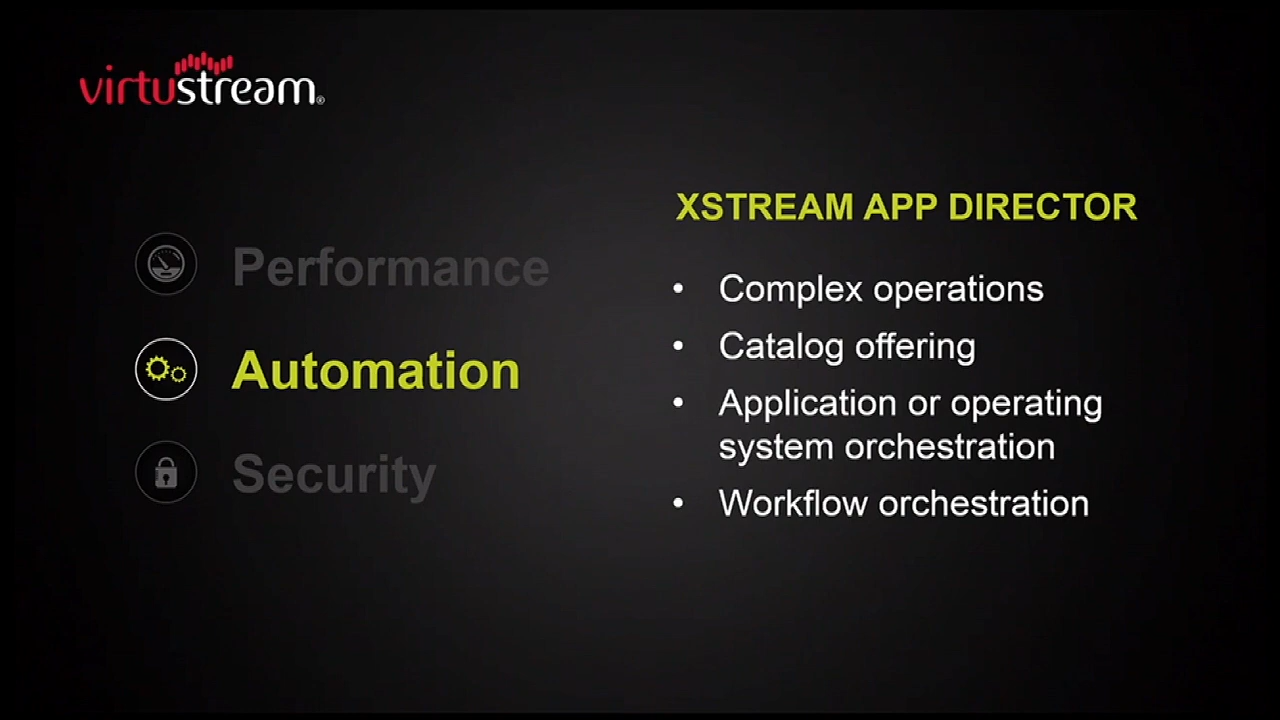 virtustream®
Performance
Automation
Security
XSTREAM APP DIRECTOR
• Complex operations
• Catalog offering
• Application or operating
system orchestration
• Workflow orchestration